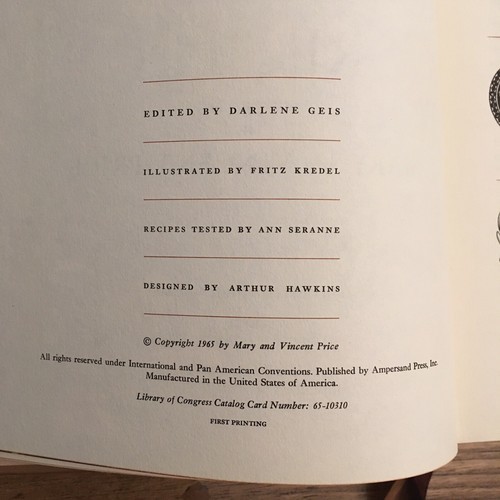 EDITED BY DARLENE GEIS
ILLUSTRATED BY FRITZ KREDEL
RECIPES TESTED BY ANN SERANNE
DESIGNED BY ARTHUR HAWKINS
© Copyright 1965 by Mary and Vincent Price
All rights reserved under International and Pan American Conventions. Published by Ampersand Press, Inc.
Manufactured in the United States of America.
Library of Congress Catalog Card Number: 65-10310
FIRST PRINTING